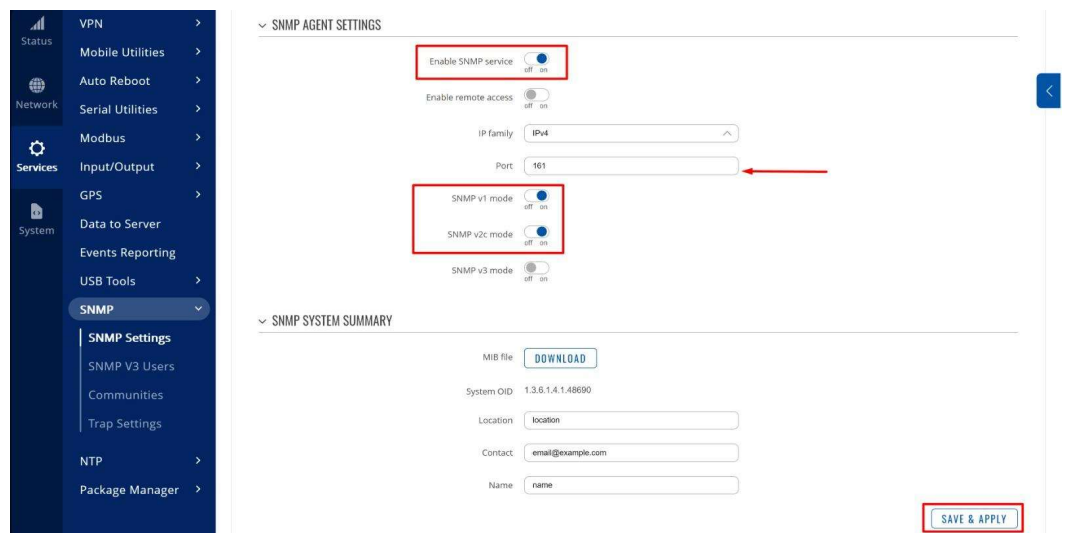 Status
Network
Services
System
VPN
Mobile Utilities
Auto Reboot
Serial Utilities
Modbus
Input/Output
GPS
Data to Server
Events Reporting
USB Tools
SNMP
SNMP Settings
SNMP V3 Users
Communities
Trap Settings
NTP
Package Manager
SNMP AGENT SETTINGS
Enable SNMP service
off on
Enable remote access
off on
IP family IPv4
Port 161
SNMP v1 mode
off on
SNMP v2c mode
off on
SNMP v3 mode
off on
SNMP SYSTEM SUMMARY
MIB file DOWNLOAD
System OID 1.3.6.1.4.1.48690
Location location
Contact email@example.com
Name name
SAVE & APPLY